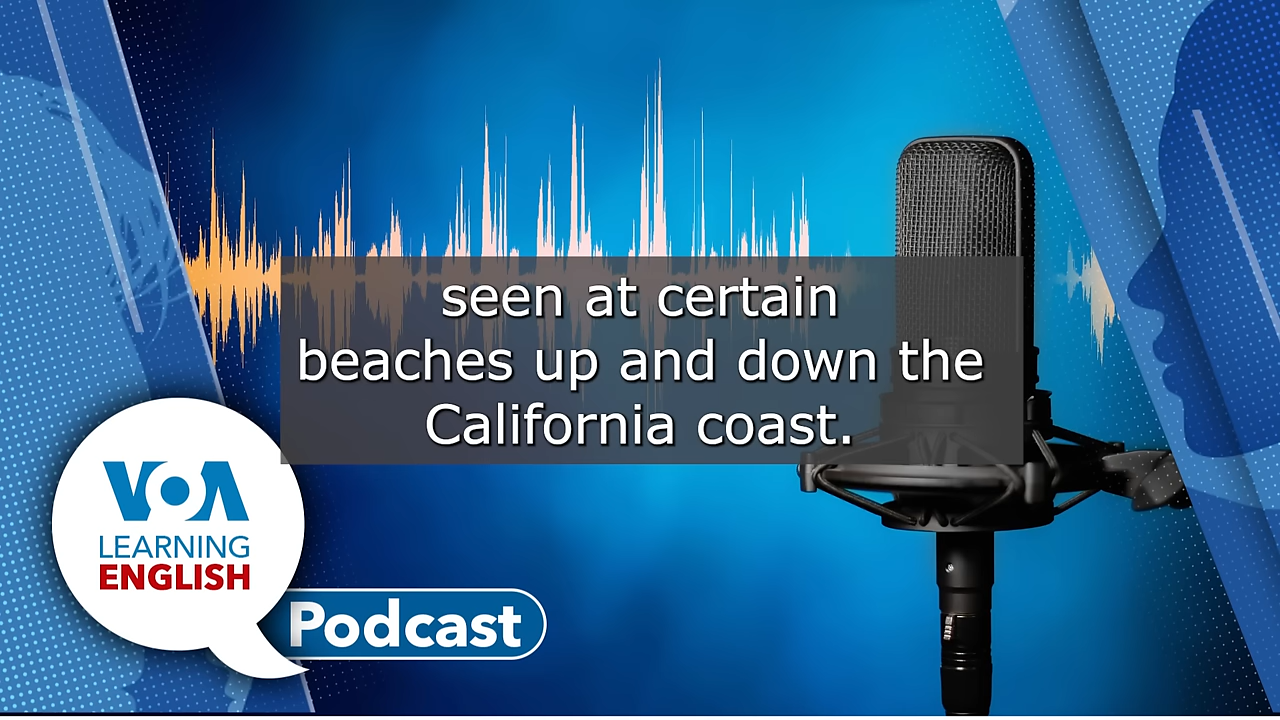 seen at certain
beaches up and down the
California coast.
VOA
LEARNING
ENGLISH
Podcast